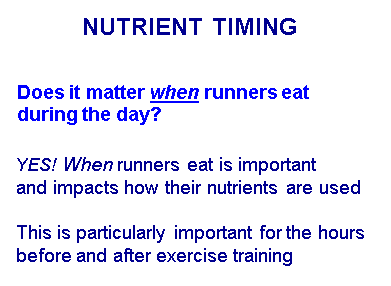 NUTRIENT TIMING
Does it matter when runners eat
during the day?
YES! When runners eat is important
and impacts how their nutrients are used
This is particularly important for the hours
before and after exercise training